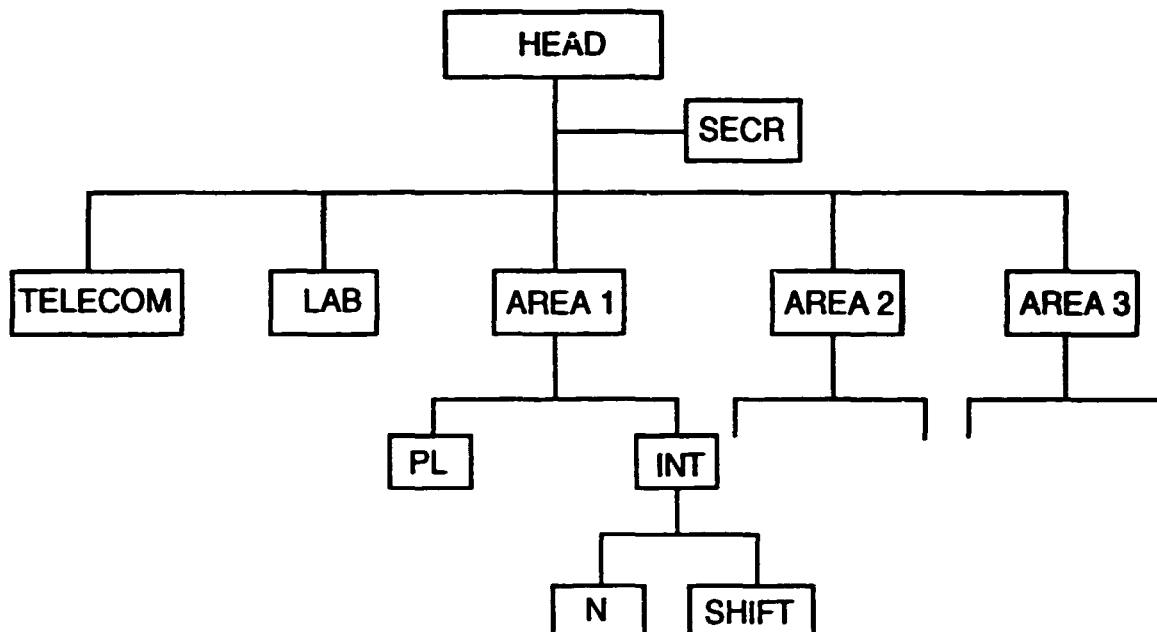 HEAD
SECR
TELECOM
LAB
AREA 1
AREA 2
AREA 3
PL
INT
N
SHIFT